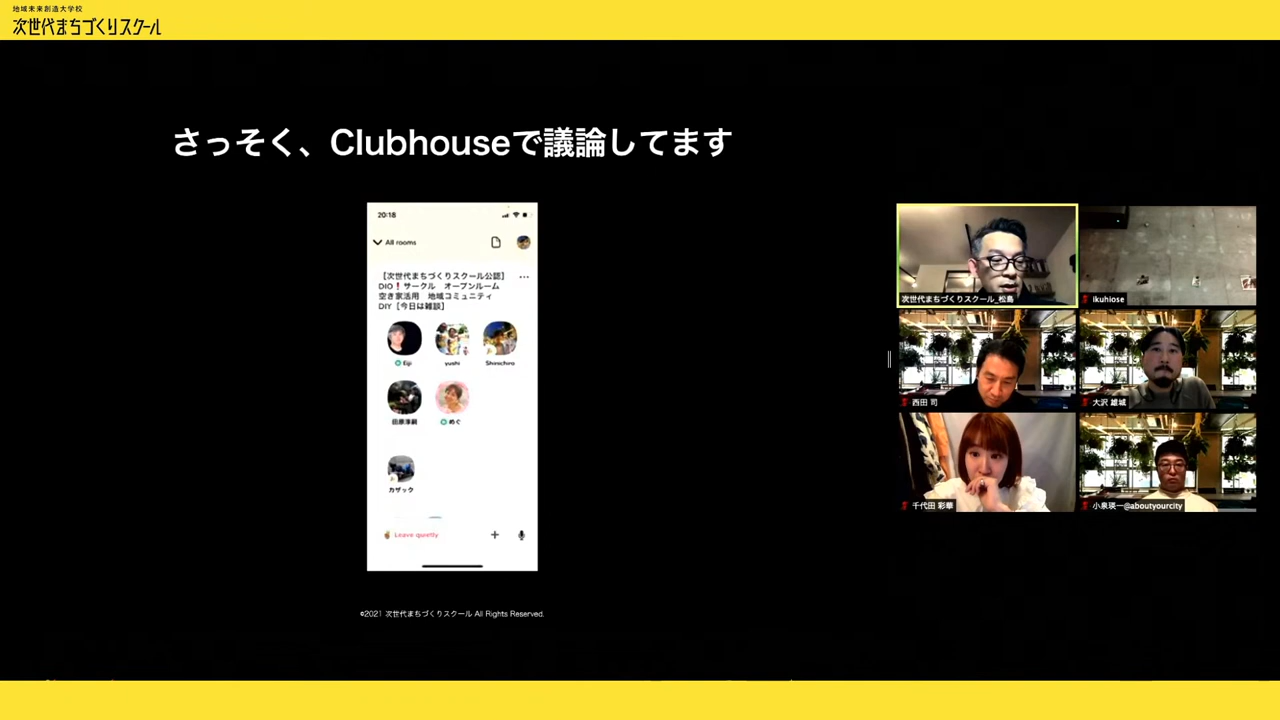 地域未来創造大学校
次世代まちづくりスクール
さっそく、Clubhouseで議論してます
20:18
All rooms
【次世代まちづくりスクール公認】
DIO❗サークル オープンルーム
空き家活用 地域コミュニティ
DIY【今日は雑談】
Eiji
yushi
Shinichiro
田原淳嗣
めぐ
カザック
Leave quietly
©2021 次世代まちづくりスクール All Rights Reserved.
次世代まちづくりスクール_松島
ikuhiose
西田 司
大沢 雄城
千代田 彩華
小泉瑛一@aboutyourcity